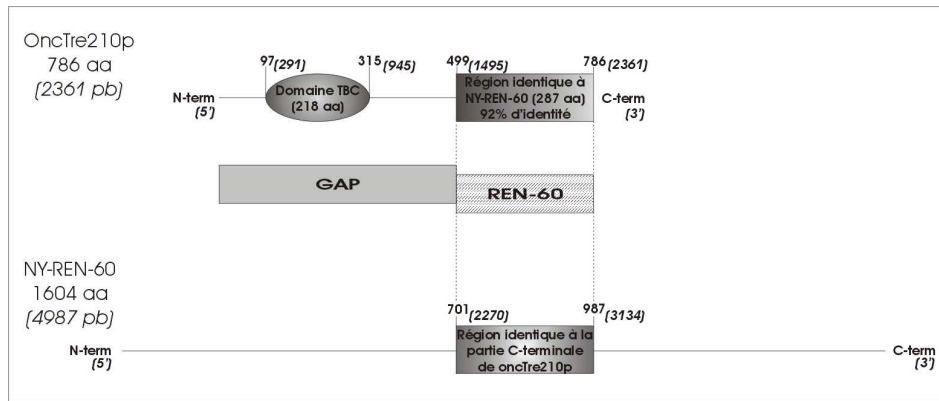 OncTre210p
786 aa
(2361 pb)
97(291)
315(945)
499(1495)
786(2361)
N-term
(5')
Domaine TBC
(218 aa)
Région identique à
NY-REN-60 (287 aa)
92% d'identité
C-term
(3')
GAP
REN-60
NY-REN-60
1604 aa
(4987 pb)
701(2270)
987(3134)
N-term
(5')
Région identique à la
partie C-terminale
de oncTre210p
C-term
(3')